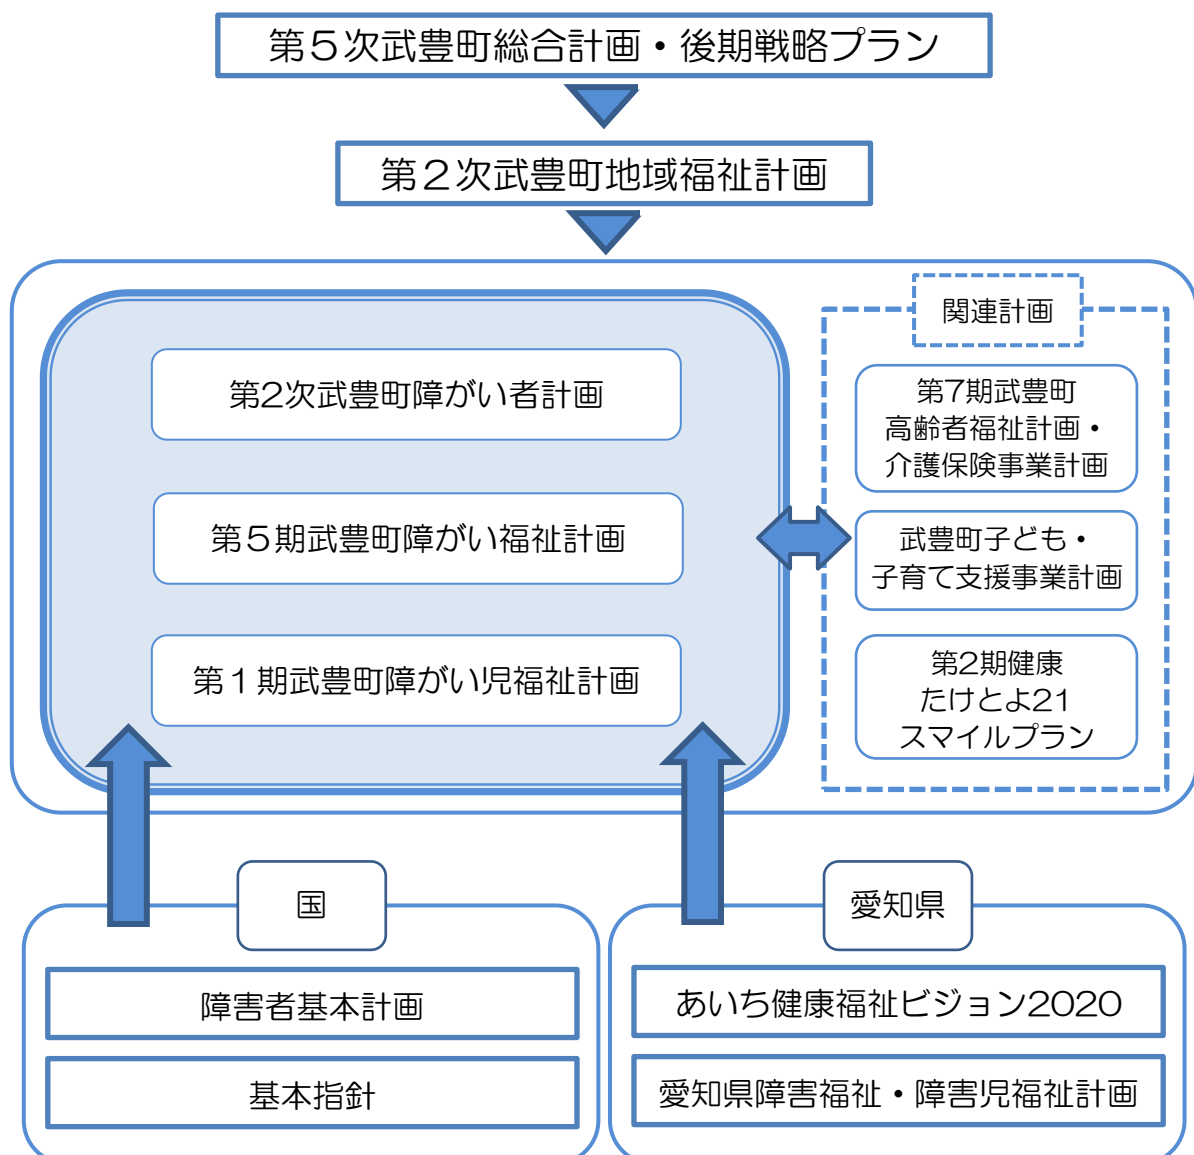 第５次武豊町総合計画・後期戦略プラン
第２次武豊町地域福祉計画
第2次武豊町障がい者計画
第５期武豊町障がい福祉計画
第１期武豊町障がい児福祉計画
関連計画
第7期武豊町
高齢者福祉計画・
介護保険事業計画
武豊町子ども・
子育て支援事業計画
第2期健康
たけとよ21
スマイルプラン
国
障害者基本計画
基本指針
愛知県
あいち健康福祉ビジョン2020
愛知県障害福祉・障害児福祉計画